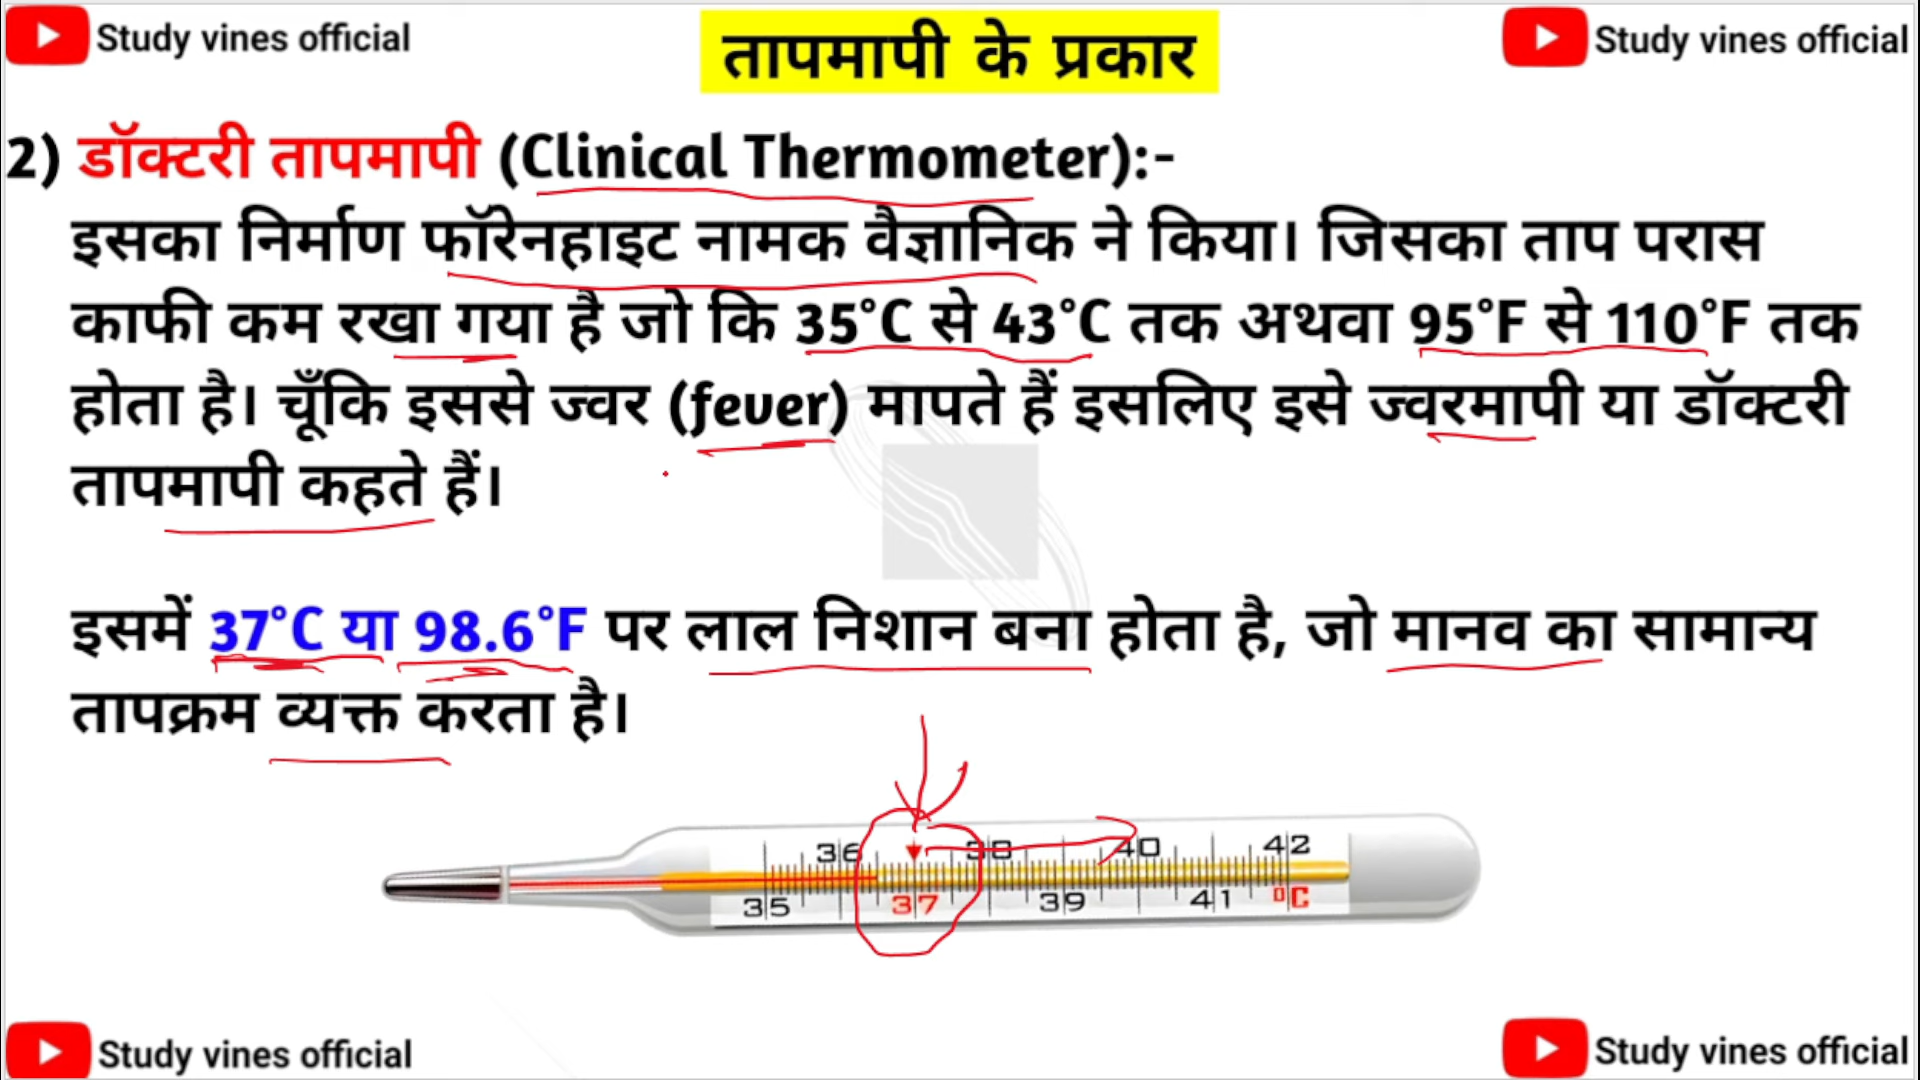 Study vines official
तापमापी के प्रकार
Study vines official
2) डॉक्टरी तापमापी (Clinical Thermometer):-
इसका निर्माण फॉरेनहाइट नामक वैज्ञानिक ने किया। जिसका ताप परास
काफी कम रखा गया है जो कि 35°C से 43°C तक अथवा 95°F से 110°F तक
होता है। चूँकि इससे ज्वर (fever) मापते हैं इसलिए इसे ज्वरमापी या डॉक्टरी
तापमापी कहते हैं।
इसमें 37°C या 98.6°F पर लाल निशान बना होता है, जो मानव का सामान्य
तापक्रम व्यक्त करता है।
36 38 40 42
35 37 39 41 °C
Study vines official
Study vines official